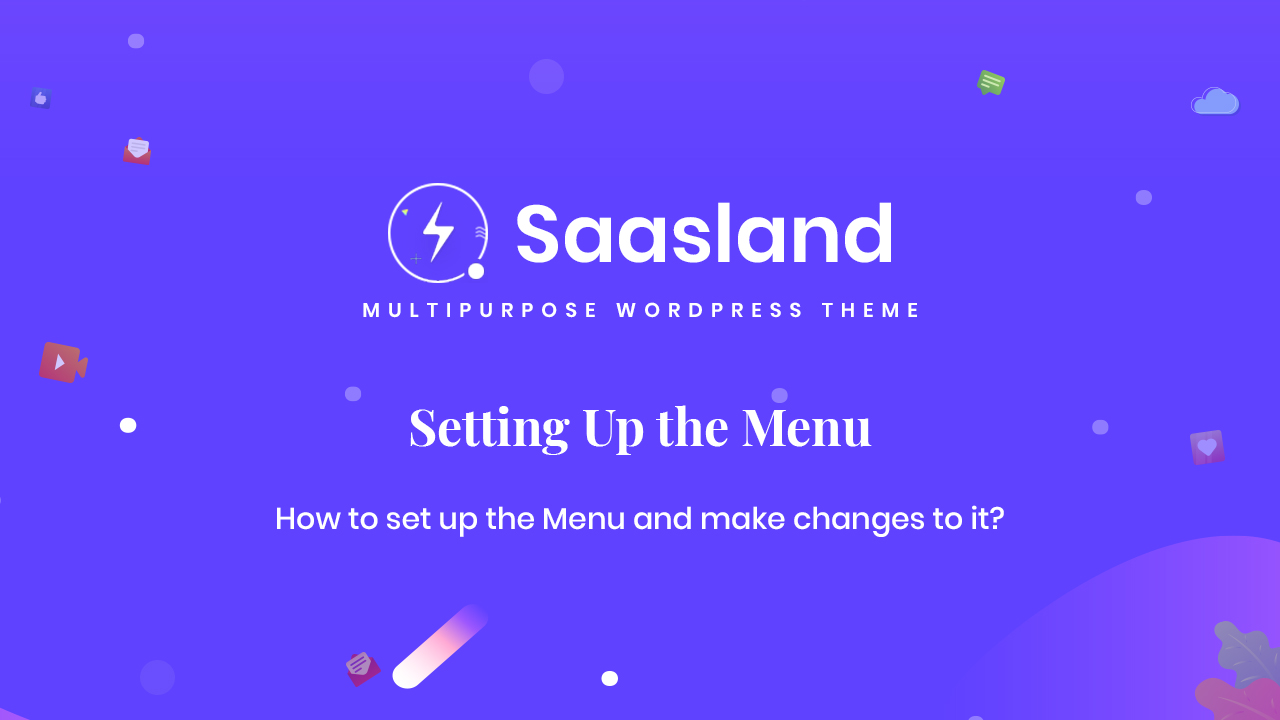 Saasland
MULTIPURPOSE WORDPRESS THEME
Setting Up the Menu
How to set up the Menu and make changes to it?